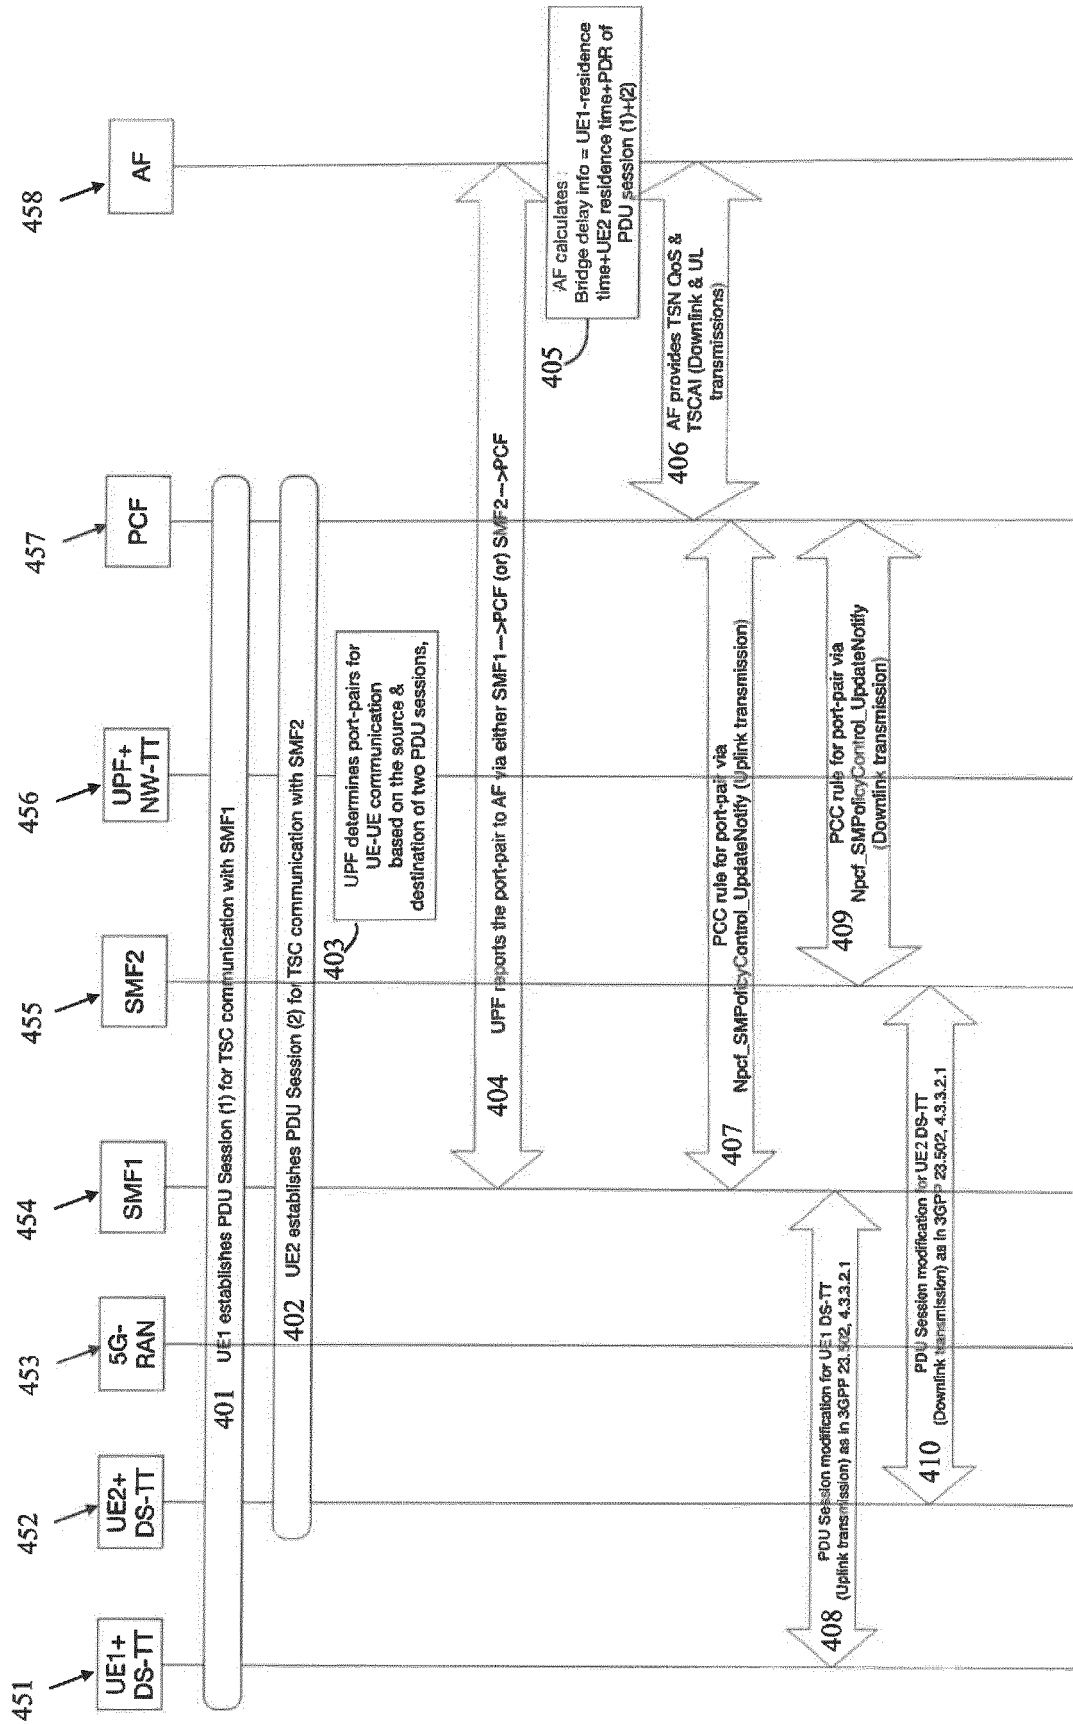 451
452
453
454
455
456
457
458
UE1+
DS-TT
UE2+
DS-TT
5G-
RAN
SMF1
SMF2
UPF+
NW-TT
PCF
AF
401 UE1 establishes PDU Session (1) for TSC communication with SMF1
402 UE2 establishes PDU Session (2) for TSC communication with SMF2
403
UPF determines port-pairs for
UE-UE communication
based on the source &
destination of two PDU sessions,
404 UPF reports the port-pair to AF via either SMF1-->PCF (or) SMF2-->PCF
405
AF calculates
Bridge delay info = UE1-residence
time+UE2 residence time+PDR of
PDU session (1)+(2)
406 AF provides TSN QoS &
TSCAI (Downlink & UL
transmissions)
407
PCC rule for port-pair via
Npcf_SMPolicyControl_UpdateNotify (Uplink transmission)
408
PDU Session modification for UE1 DS-TT
(Uplink transmission) as in 3GPP 23.502, 4.3.3.2.1
409
PCC rule for port-pair via
Npcf_SMPolicyControl_UpdateNotify
(Downlink transmission)
410
PDU Session modification for UE2 DS-TT
(Downlink transmission) as in 3GPP 23.502, 4.3.3.2.1